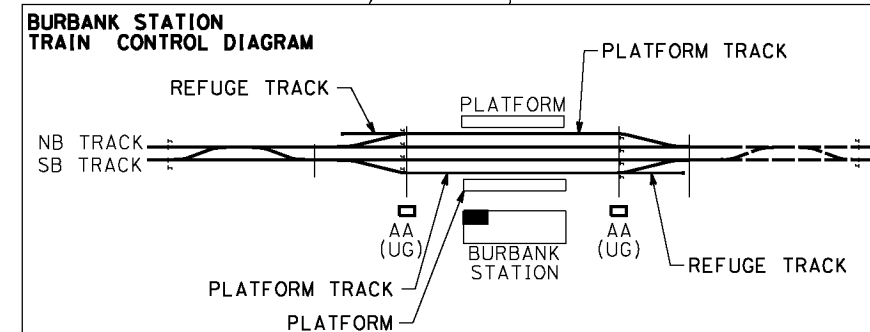 BURBANK STATION
TRAIN CONTROL DIAGRAM
PLATFORM TRACK
REFUGE TRACK
PLATFORM
NB TRACK
SB TRACK
AA
(UG)
BURBANK
STATION
AA
(UG)
REFUGE TRACK
PLATFORM TRACK
PLATFORM